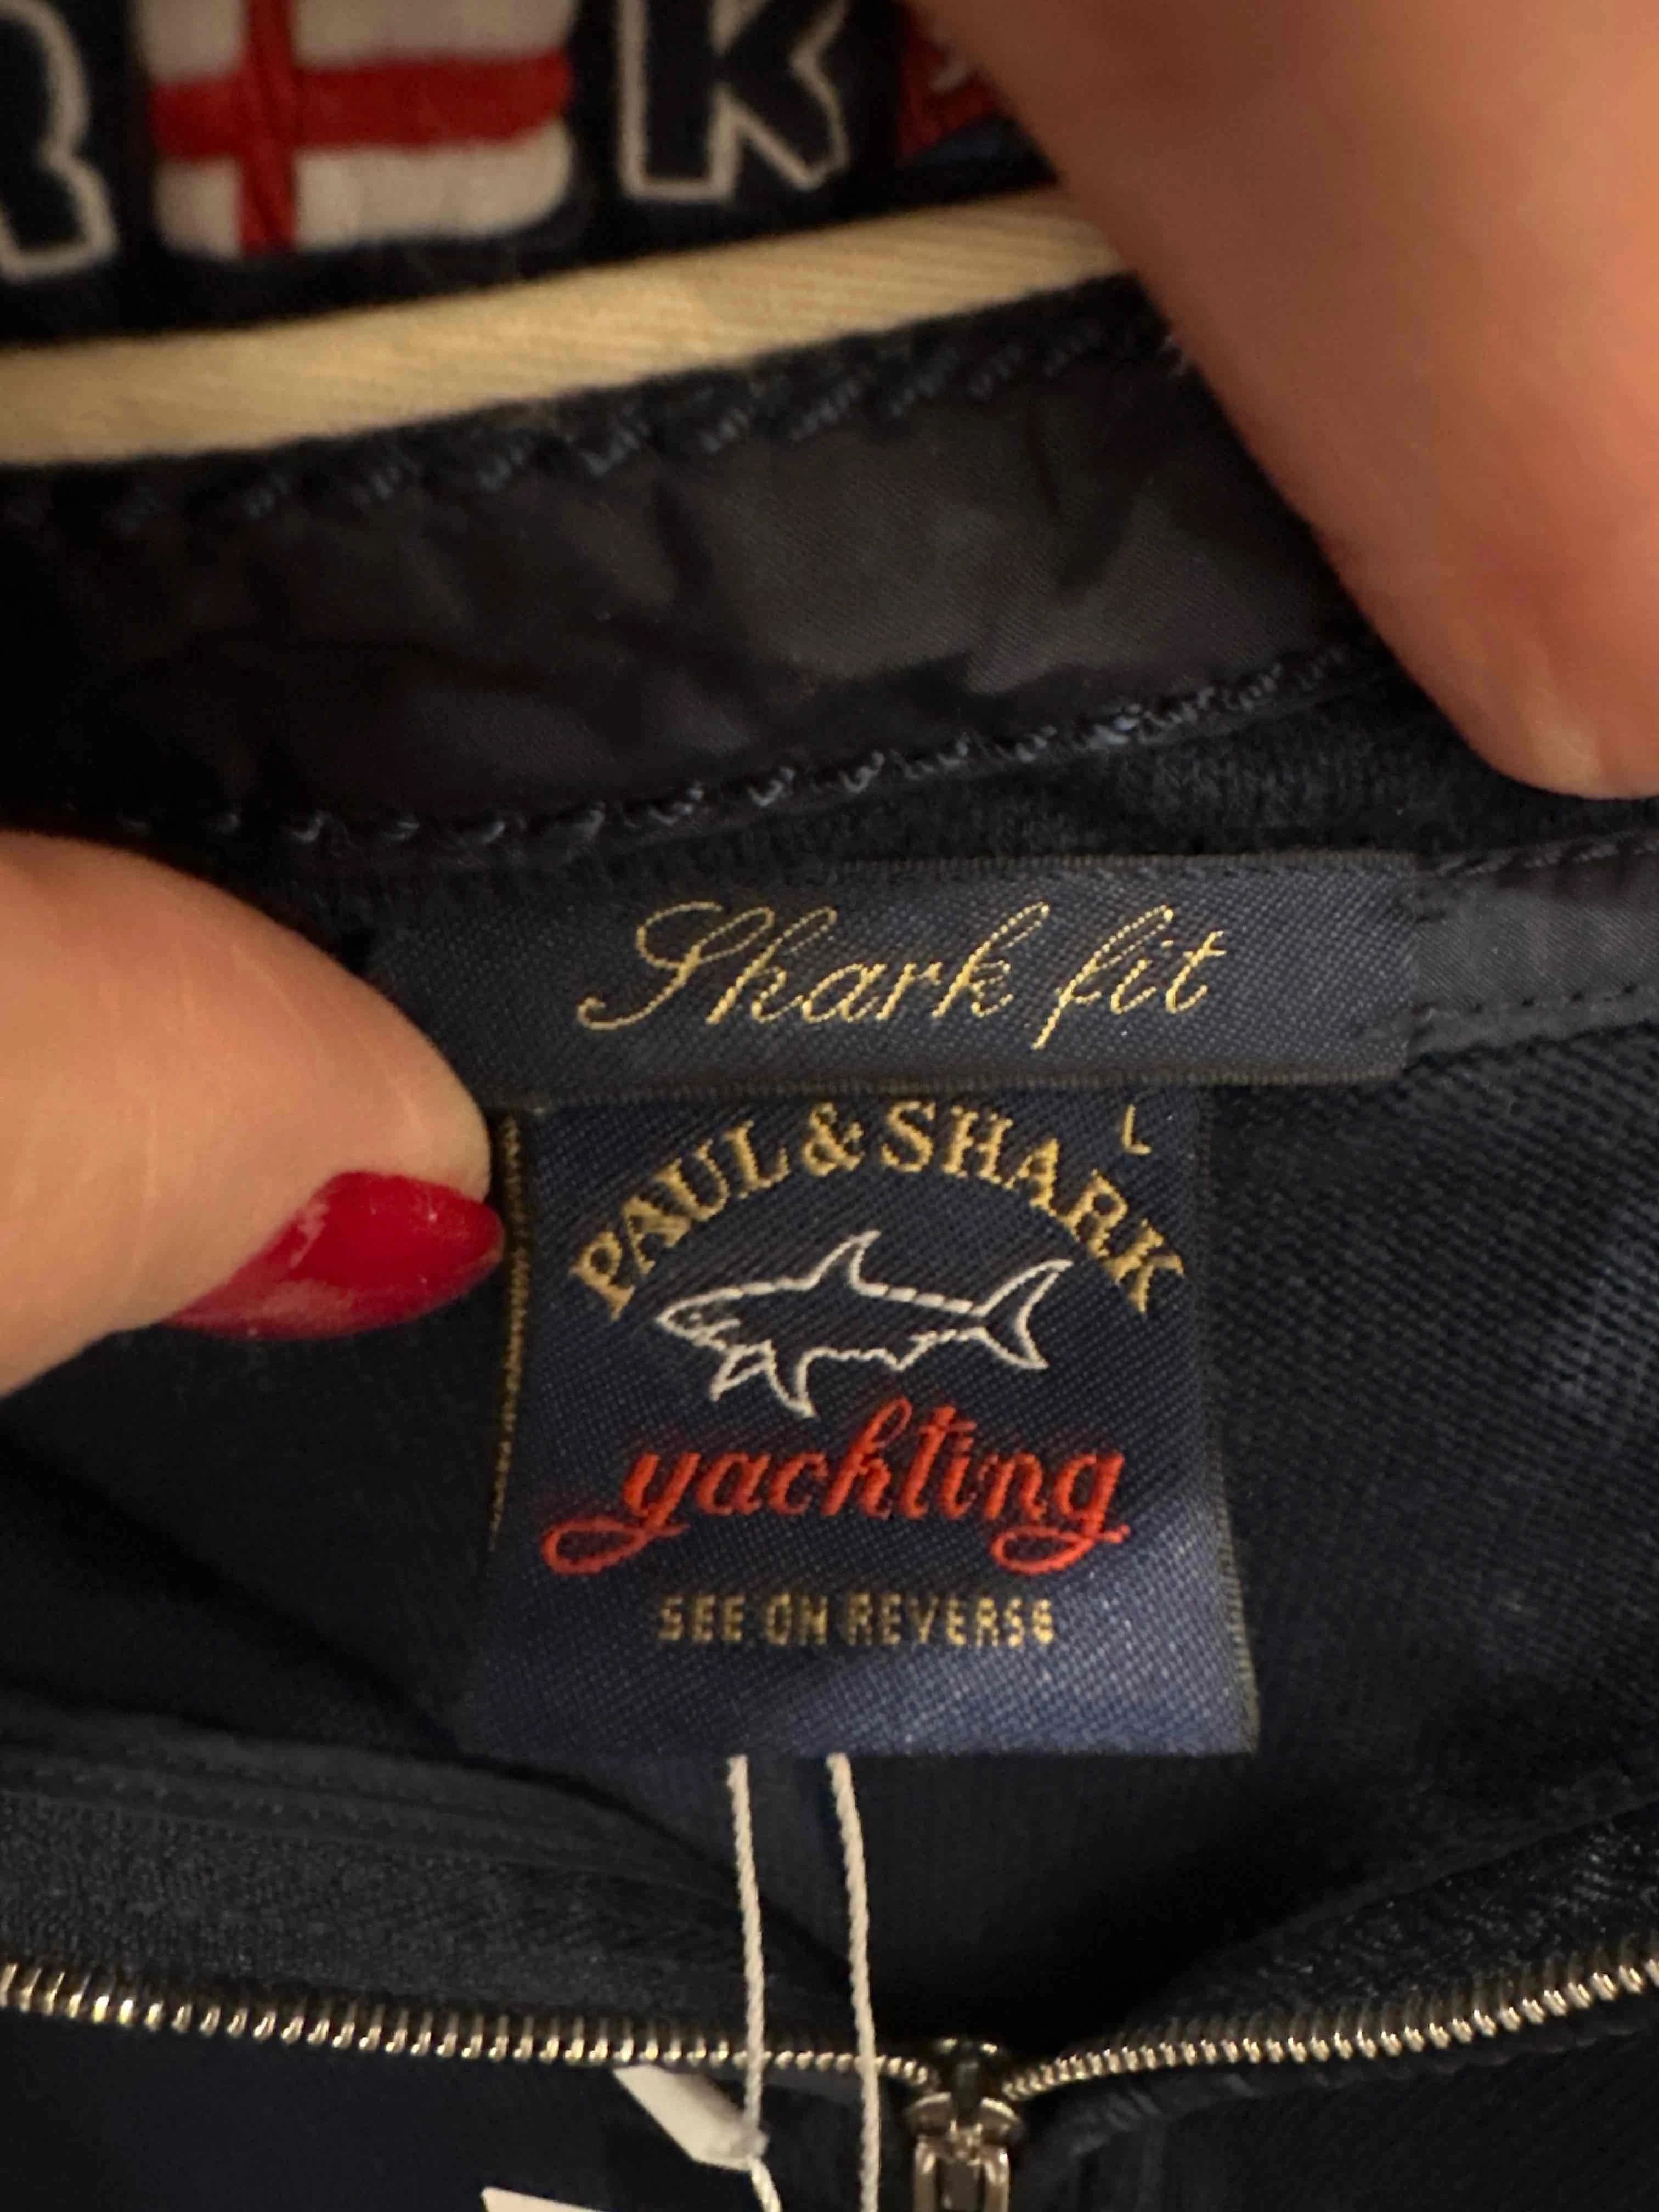 R K
Shark fit
L
PAUL & SHARK
yachting
SEE ON REVERSE